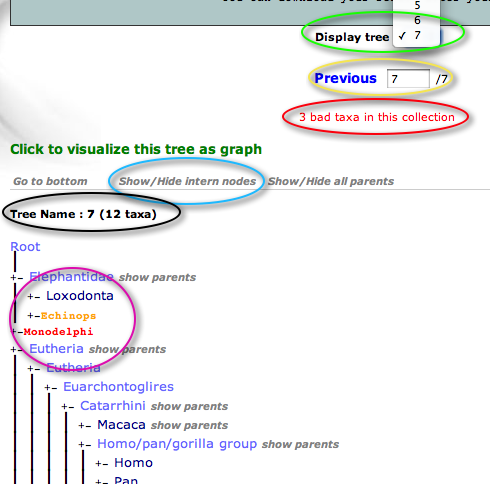 Display tree
5
6
✓ 7
Previous 7 /7
3 bad taxa in this collection
Click to visualize this tree as graph
Go to bottom Show/Hide intern nodes Show/Hide all parents
Tree Name : 7 (12 taxa)
Root
+- Elephantidae show parents
+- Loxodonta
+-Echinops
+-Monodelphi
+- Eutheria show parents
+- Eutheria
+- Euarchontoglires
+- Catarrhini show parents
+- Macaca show parents
+- Homo/pan/gorilla group show parents
+- Homo
+- Pan